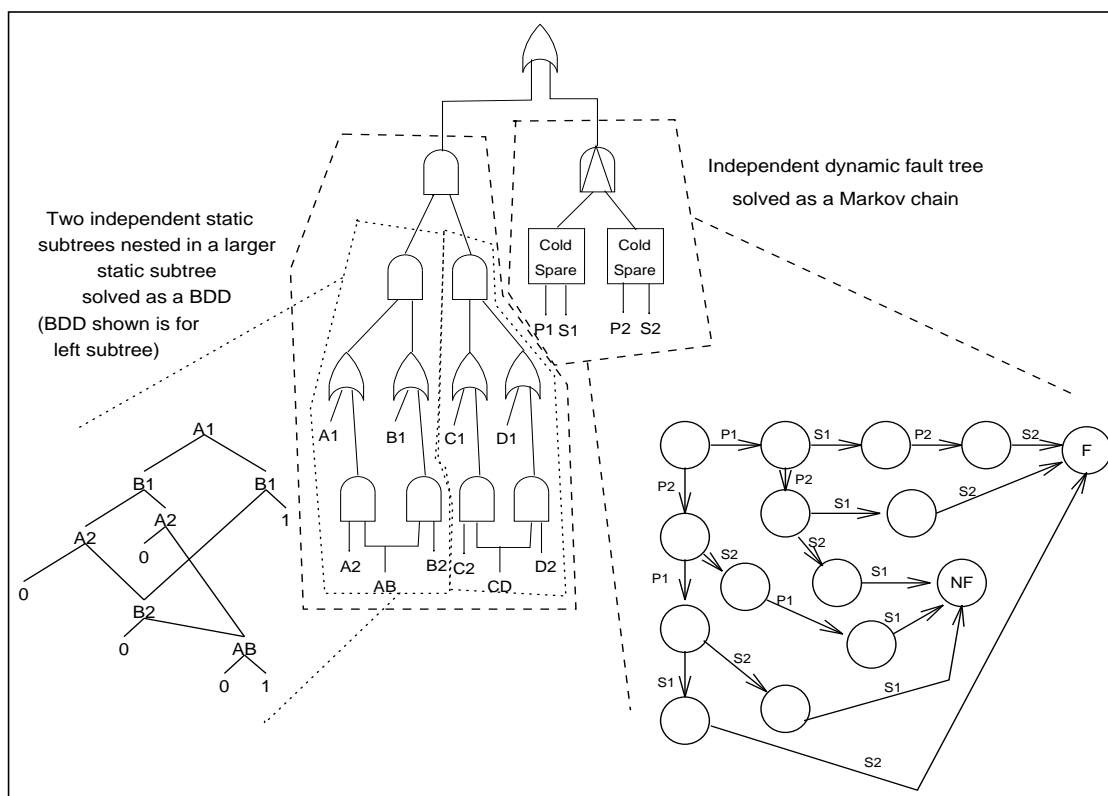 Independent dynamic fault tree
solved as a Markov chain
Two independent static
subtrees nested in a larger
static subtree
solved as a BDD
(BDD shown is for
left subtree)
Cold
Spare
Cold
Spare
P1 S1
P2 S2
A1 B1 C1 D1
A2 AB B2 C2 CD D2
A1
B1 B1
A2 A2 1
0 0
B2
0 AB
0 1
P1 S1 P2 S2 F
P2 P2
S1 S2
S2 S2
P1 P1 S1 NF
S1
S1 S2 S1
S2